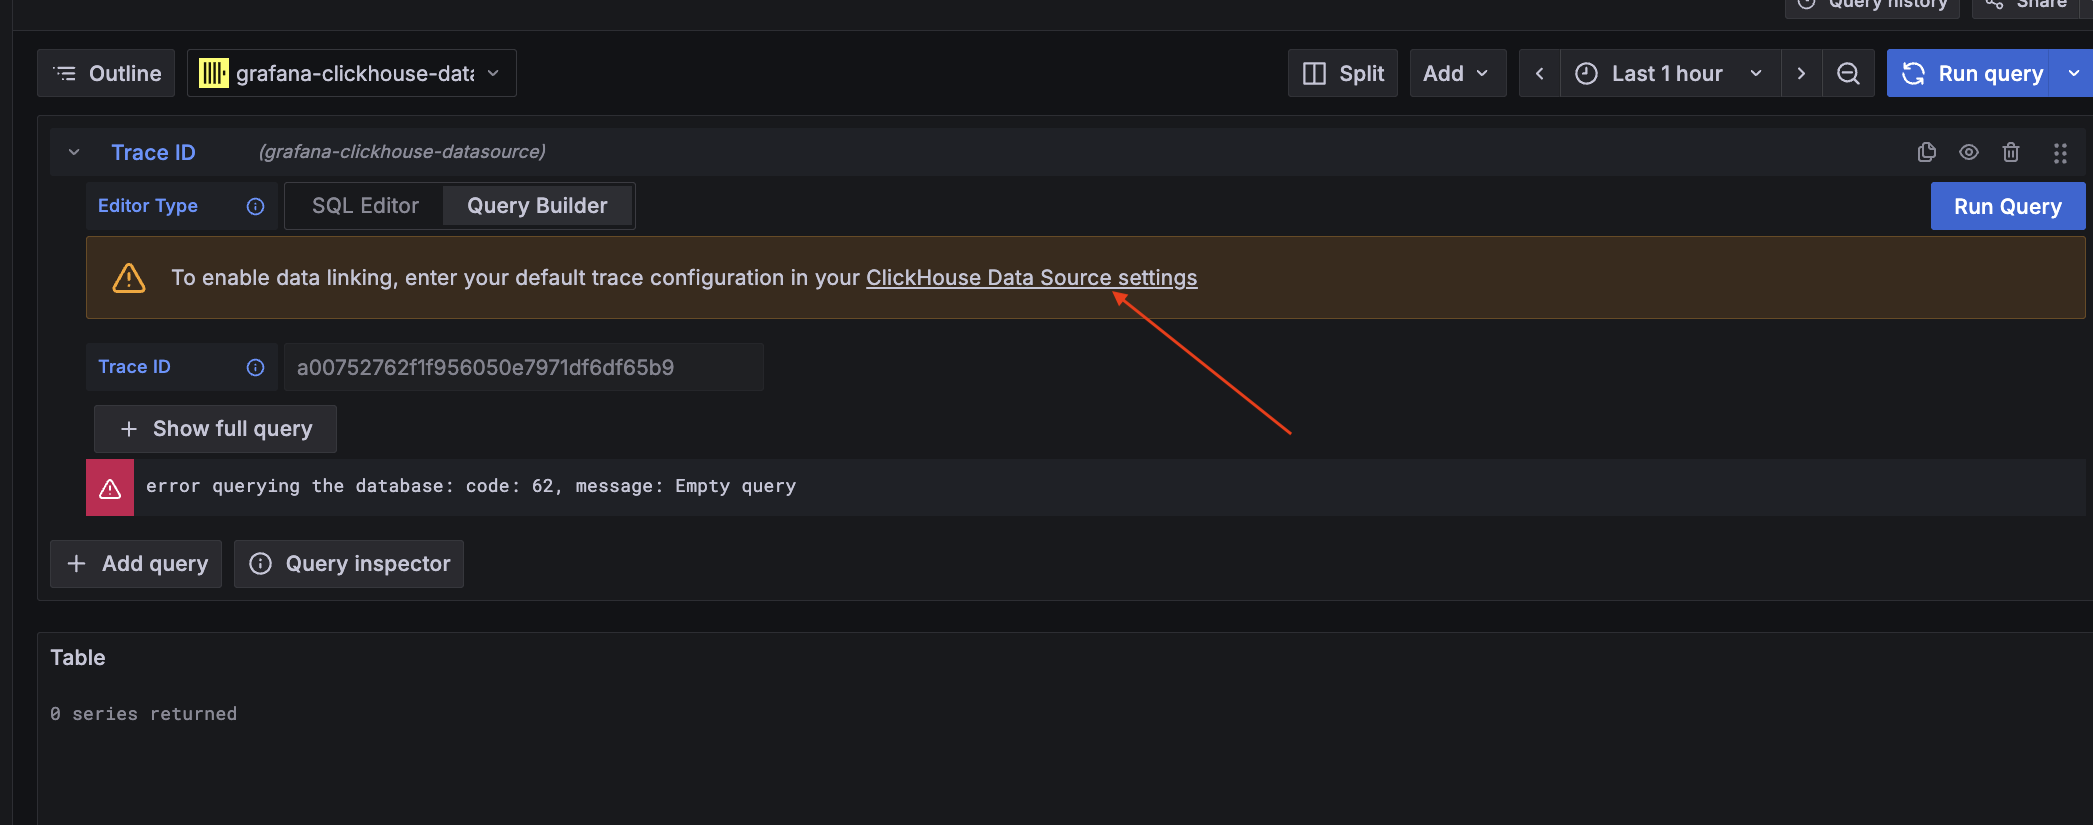 Query history
Share
Outline
grafana-clickhouse-data
Split
Add
Last 1 hour
Run query
Trace ID
(grafana-clickhouse-datasource)
Editor Type
SQL Editor
Query Builder
Run Query
To enable data linking, enter your default trace configuration in your ClickHouse Data Source settings
Trace ID
a00752762f1f956050e7971df6df65b9
Show full query
error querying the database: code: 62, message: Empty query
Add query
Query inspector
Table
0 series returned